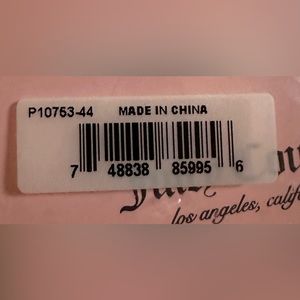 P10753-44 MADE IN CHINA
7 48838 85995 6
los angeles,